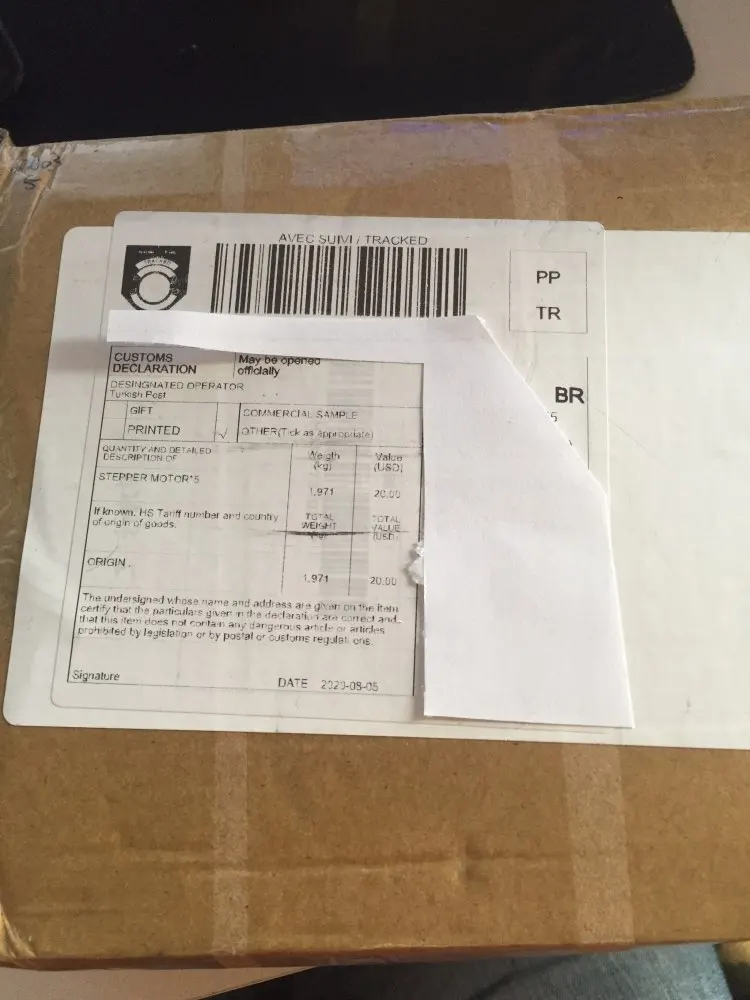 AVEC SUIVI / TRACKED
TRACKED
PP
TR
CUSTOMS
DECLARATION
May be opened
officially
DESINGNATED OPERATOR
Turkish Post
BR
5
GIFT
COMMERCIAL SAMPLE
PRINTED
√
OTHER(Tick as appropriate)
QUANTITY AND DETAILED
DESCRIPTION OF
Weigth
(kg)
Value
(USD)
STEPPER MOTOR*5
1.971
20.00
If known, HS Tariff number and country
of origin of goods.
TOTAL
WEIGHT
(kg)
TOTAL
VALUE
(USD)
ORIGIN
1.971
20.00
The undersigned whose name and address are given on the item
certify that the particulars given in the declaration are correct and
that this item does not contain any dangerous article or articles
prohibited by legislation or by postal or customs regulations.
Signature
DATE 2020-08-05